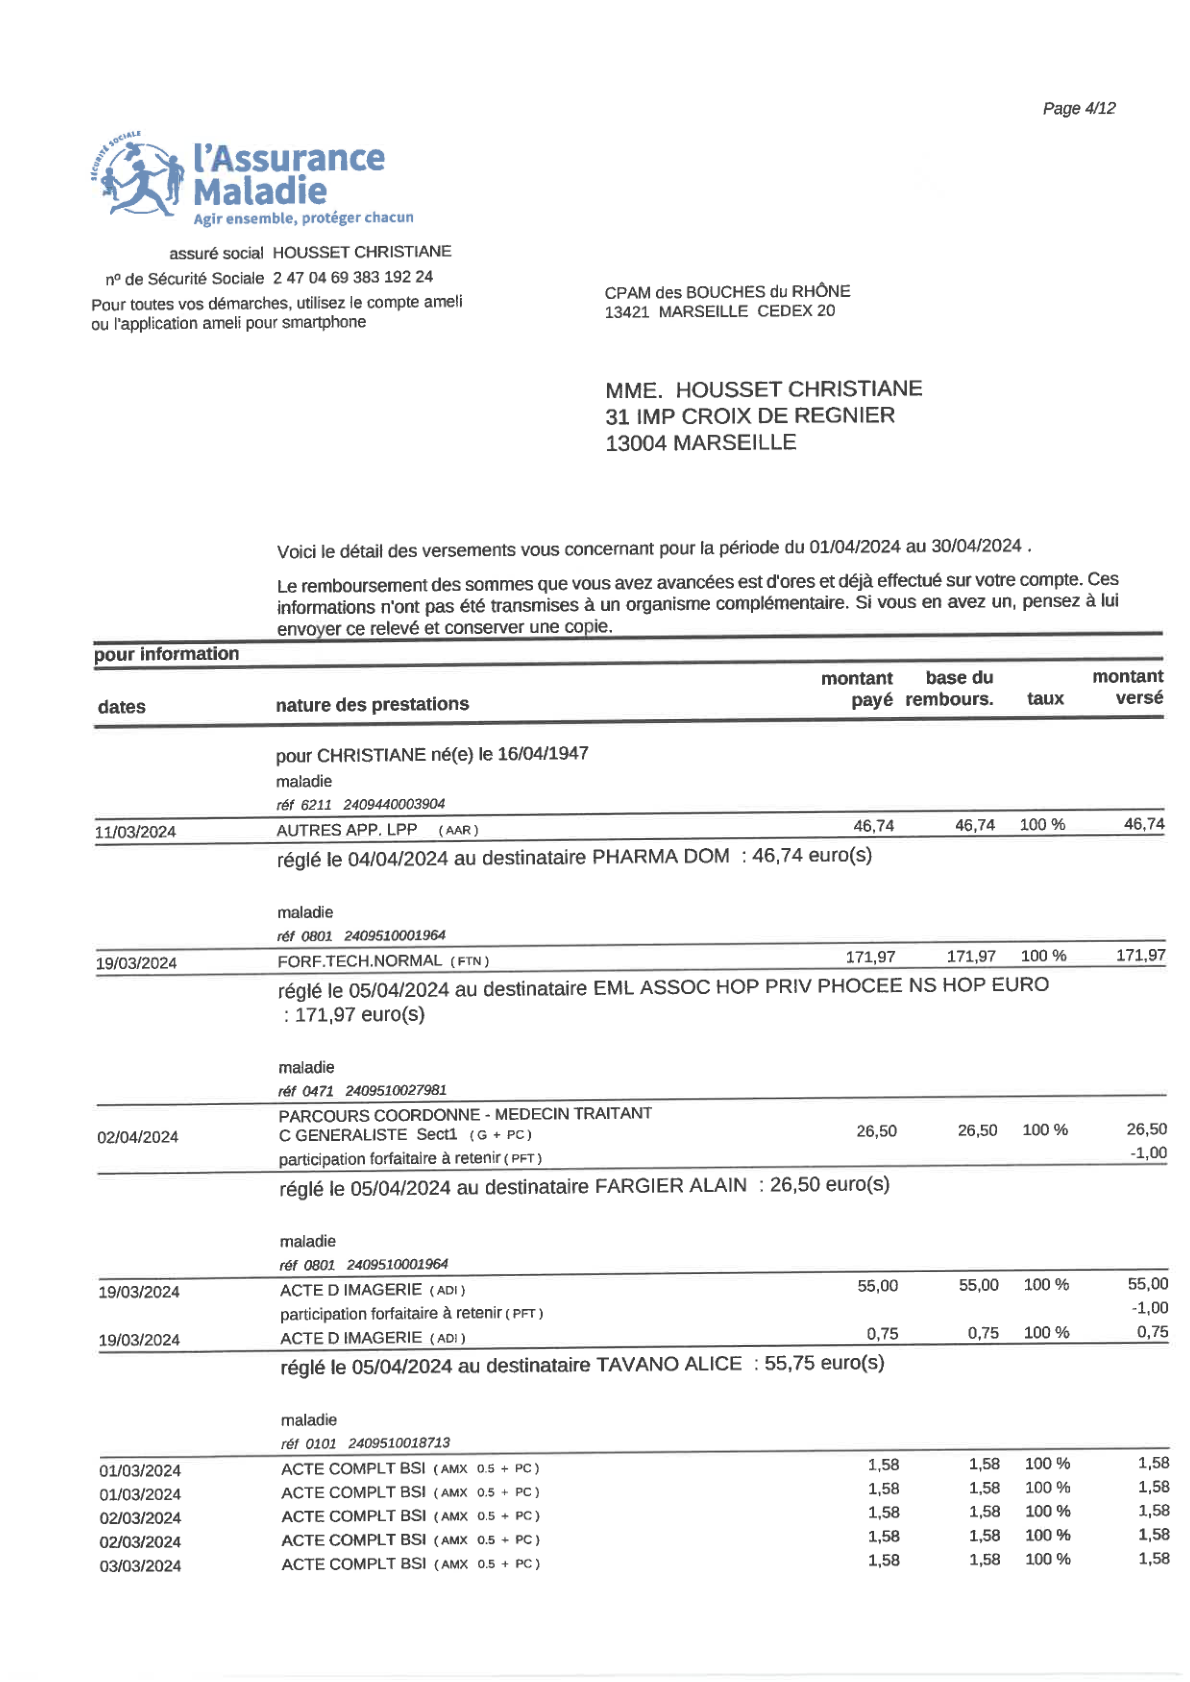 Page 4/12
SÉCURITÉ SOCIALE
l'Assurance
Maladie
Agir ensemble, protéger chacun
assuré social HOUSSET CHRISTIANE
nº de Sécurité Sociale 2 47 04 69 383 192 24
Pour toutes vos démarches, utilisez le compte ameli
ou l'application ameli pour smartphone
CPAM des BOUCHES du RHÔNE
13421 MARSEILLE CEDEX 20
MME. HOUSSET CHRISTIANE
31 IMP CROIX DE REGNIER
13004 MARSEILLE
Voici le détail des versements vous concernant pour la période du 01/04/2024 au 30/04/2024 .
Le remboursement des sommes que vous avez avancées est d'ores et déjà effectué sur votre compte. Ces
informations n'ont pas été transmises à un organisme complémentaire. Si vous en avez un, pensez à lui
envoyer ce relevé et conserver une copie.
pour information
dates nature des prestations montant payé base du rembours. taux montant versé
pour CHRISTIANE né(e) le 16/04/1947
maladie
réf 6211 2409440003904
11/03/2024 AUTRES APP. LPP (AAR) 46,74 46,74 100 % 46,74
réglé le 04/04/2024 au destinataire PHARMA DOM : 46,74 euro(s)
maladie
réf 0801 2409510001964
19/03/2024 FORF.TECH.NORMAL (FTN) 171,97 171,97 100 % 171,97
réglé le 05/04/2024 au destinataire EML ASSOC HOP PRIV PHOCEE NS HOP EURO
: 171,97 euro(s)
maladie
réf 0471 2409510027981
PARCOURS COORDONNE - MEDECIN TRAITANT
02/04/2024 C GENERALISTE Sect1 (G + PC) 26,50 26,50 100 % 26,50
participation forfaitaire à retenir (PFT) -1,00
réglé le 05/04/2024 au destinataire FARGIER ALAIN : 26,50 euro(s)
maladie
réf 0801 2409510001964
19/03/2024 ACTE D IMAGERIE (ADI) 55,00 55,00 100 % 55,00
participation forfaitaire à retenir (PFT) -1,00
19/03/2024 ACTE D IMAGERIE (ADI) 0,75 0,75 100 % 0,75
réglé le 05/04/2024 au destinataire TAVANO ALICE : 55,75 euro(s)
maladie
réf 0101 2409510018713
01/03/2024 ACTE COMPLT BSI (AMX 0.5 + PC) 1,58 1,58 100 % 1,58
01/03/2024 ACTE COMPLT BSI (AMX 0.5 + PC) 1,58 1,58 100 % 1,58
02/03/2024 ACTE COMPLT BSI (AMX 0.5 + PC) 1,58 1,58 100 % 1,58
02/03/2024 ACTE COMPLT BSI (AMX 0.5 + PC) 1,58 1,58 100 % 1,58
03/03/2024 ACTE COMPLT BSI (AMX 0.5 + PC) 1,58 1,58 100 % 1,58